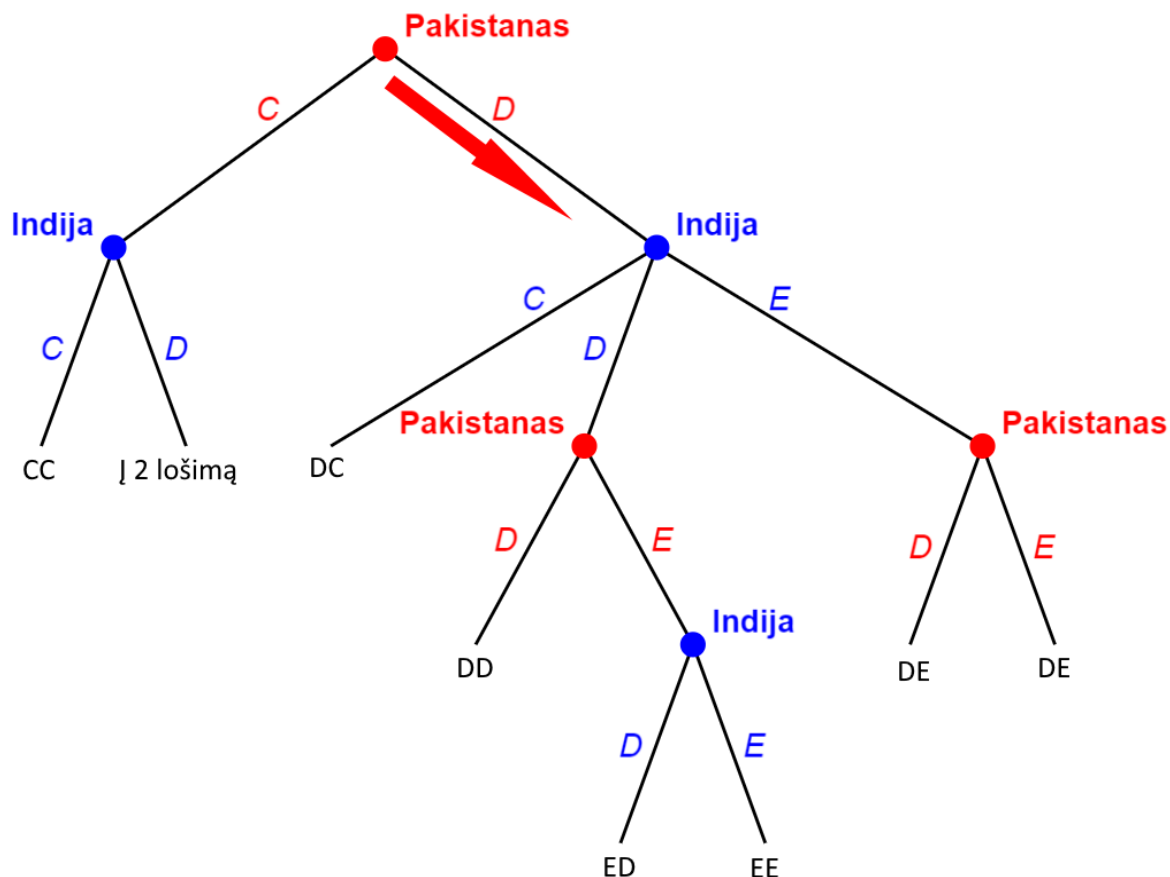 Pakistanas
C
D
Indija
Indija
C
E
C
D
D
Pakistanas
Pakistanas
CC
Į 2 lošimą
DC
D
E
D
E
Indija
DD
DE
DE
D
E
ED
EE